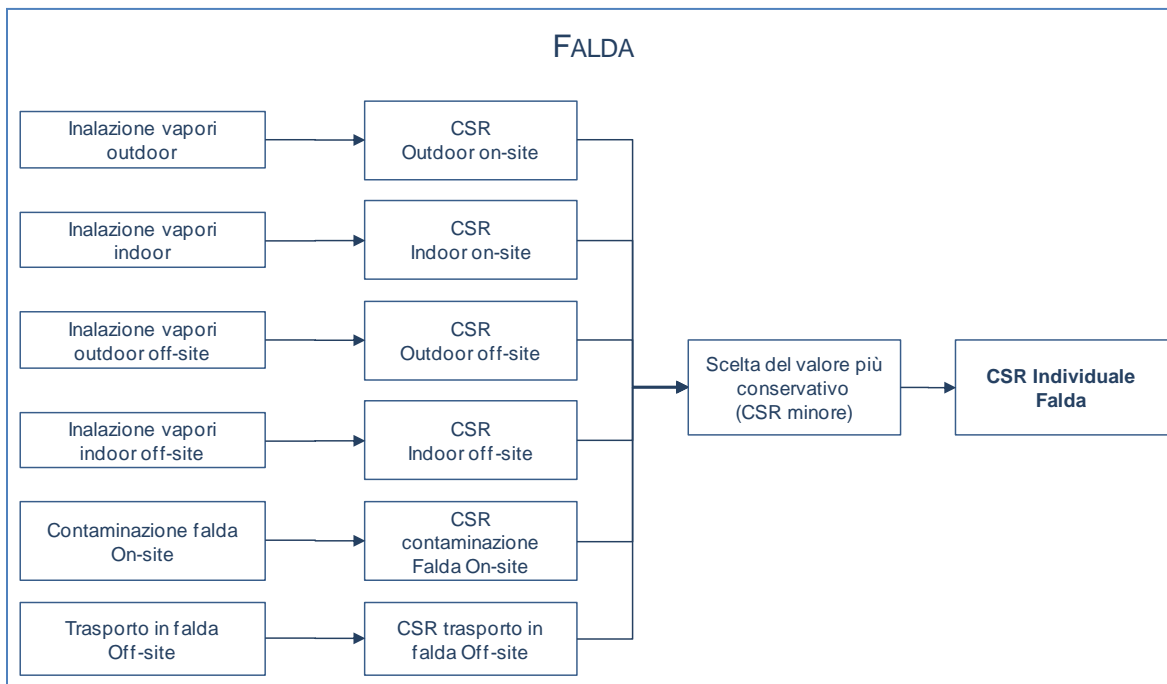 FALDA
Inalazione vapori
outdoor
CSR
Outdoor on-site
Inalazione vapori
indoor
CSR
Indoor on-site
Inalazione vapori
outdoor off-site
CSR
Outdoor off-site
Inalazione vapori
indoor off-site
CSR
Indoor off-site
Contaminazione falda
On-site
CSR
contaminazione
Falda On-site
Trasporto in falda
Off-site
CSR trasporto in
falda Off-site
Scelta del valore più
conservativo
(CSR minore)
CSR Individuale
Falda